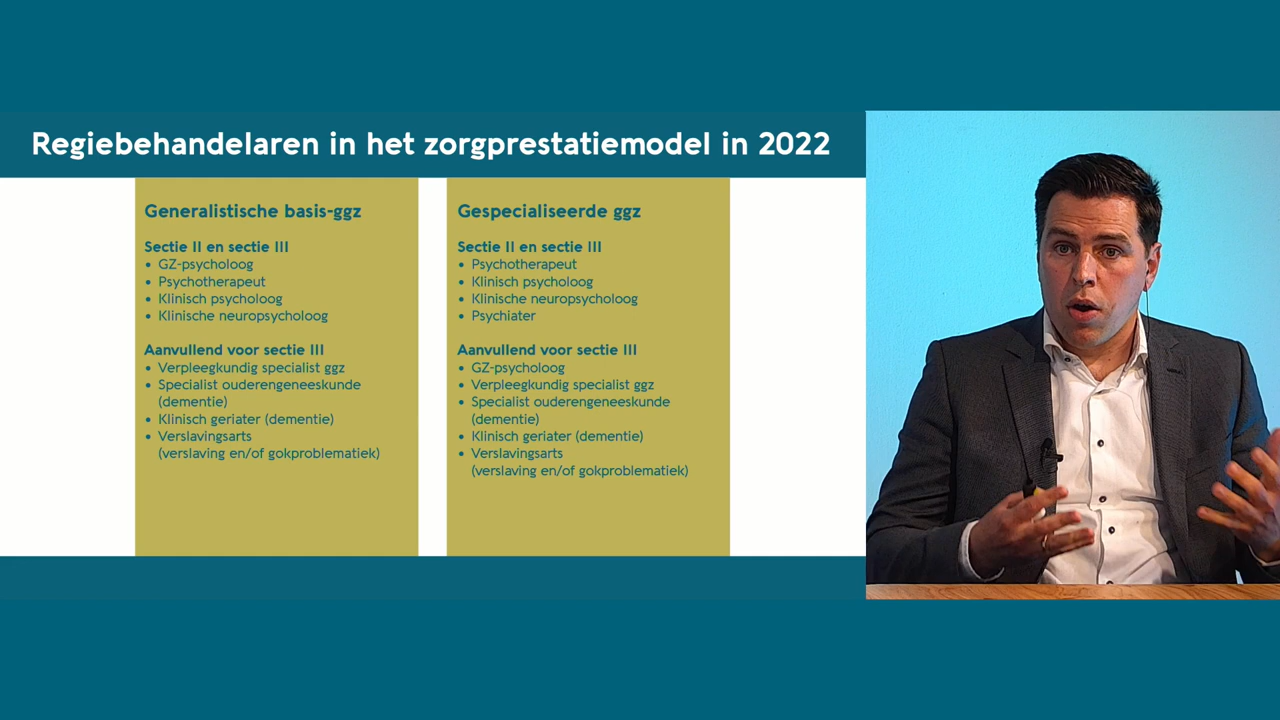 Regiebehandelaren in het zorgprestatiemodel in 2022
Generalistische basis-ggz
Sectie II en sectie III
• GZ-psycholoog
• Psychotherapeut
• Klinisch psycholoog
• Klinische neuropsycholoog
Aanvullend voor sectie III
• Verpleegkundig specialist ggz
• Specialist ouderengeneeskunde
(dementie)
• Klinisch geriater (dementie)
• Verslavingsarts
(verslaving en/of gokproblematiek)
Gespecialiseerde ggz
Sectie II en sectie III
• Psychotherapeut
• Klinisch psycholoog
• Klinische neuropsycholoog
• Psychiater
Aanvullend voor sectie III
• GZ-psycholoog
• Verpleegkundig specialist ggz
• Specialist ouderengeneeskunde
(dementie)
• Klinisch geriater (dementie)
• Verslavingsarts
(verslaving en/of gokproblematiek)